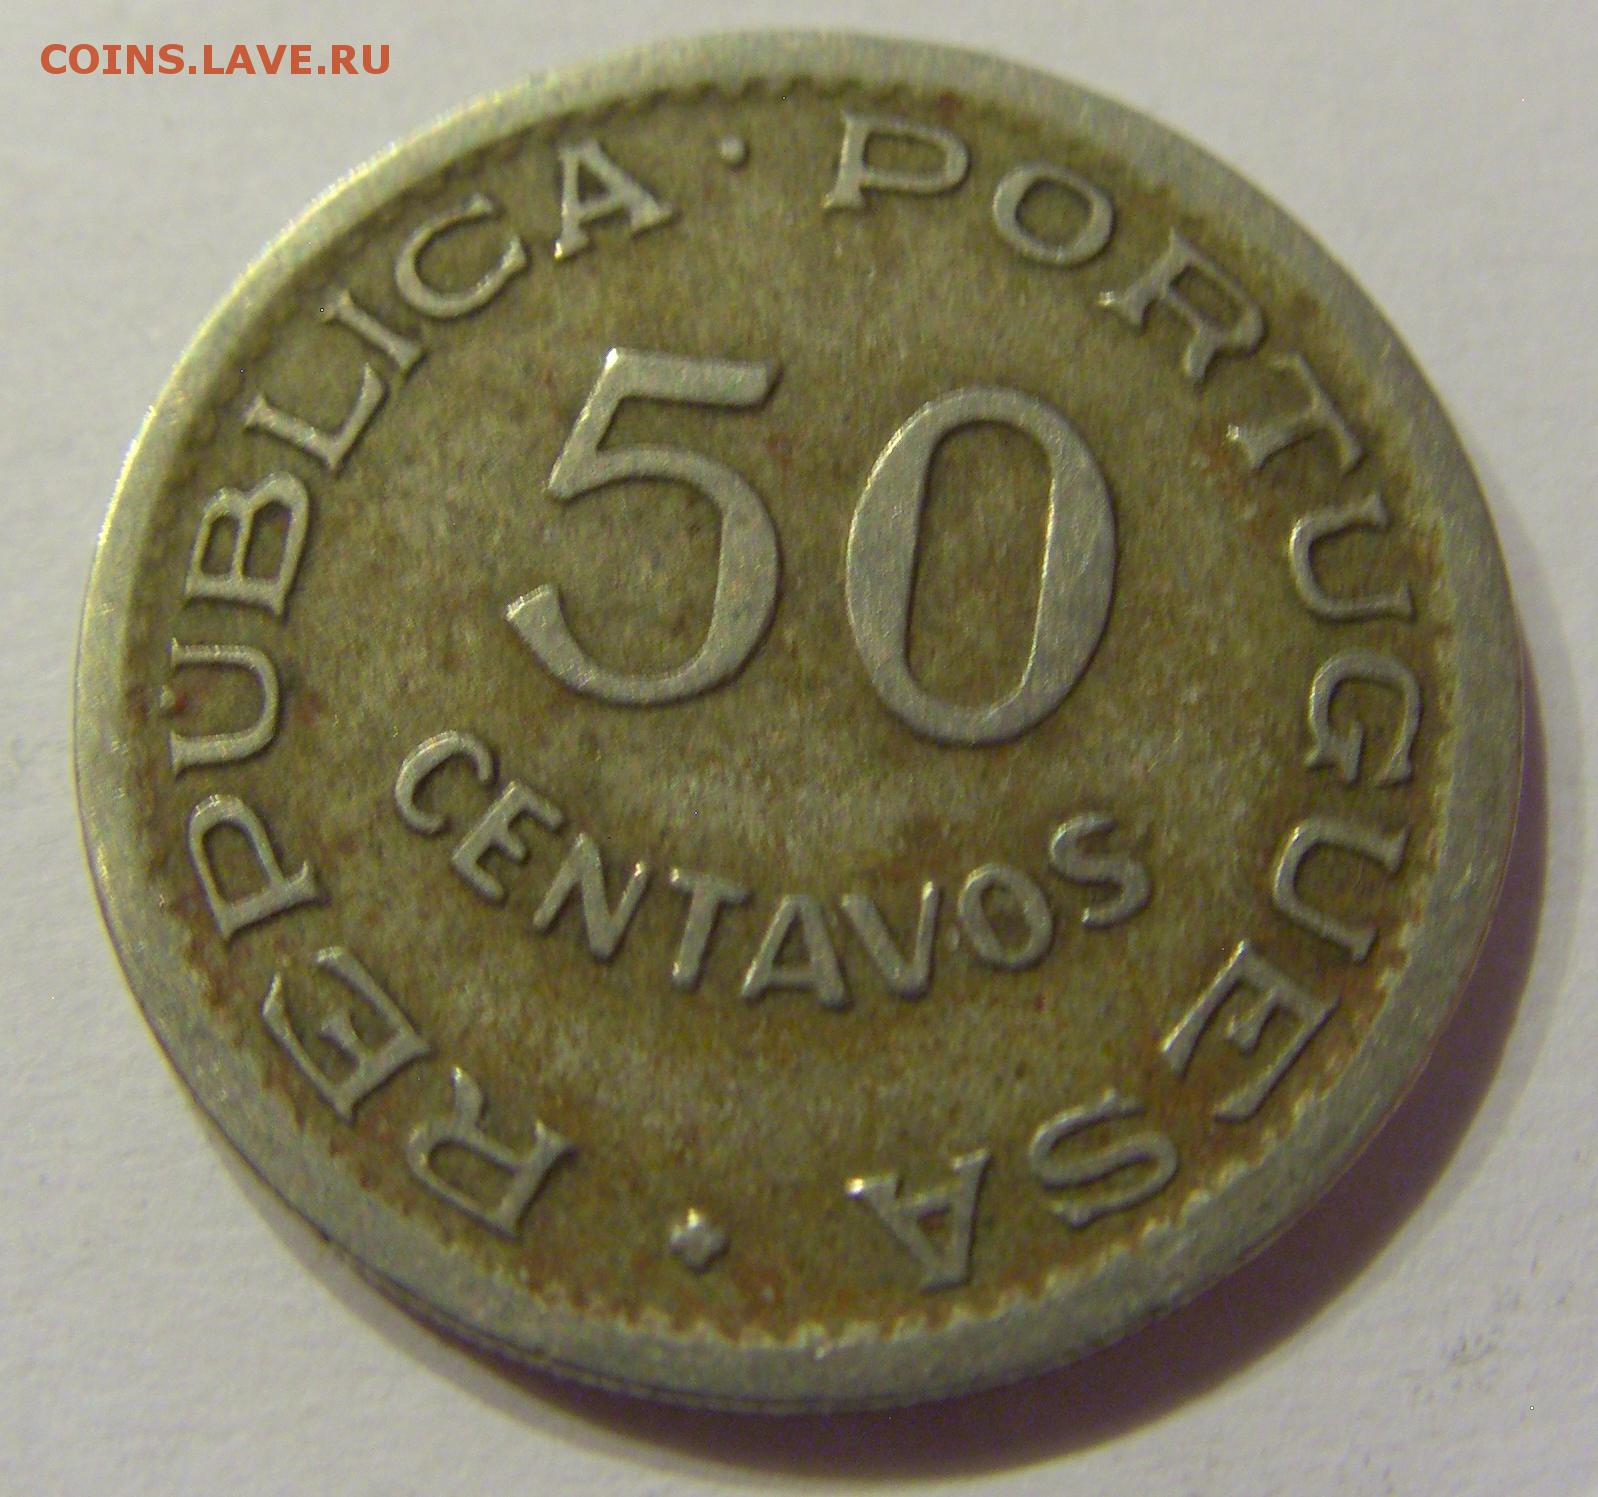 COINS.LAVE.RU
REPUBLICA · PORTUGUESA ·
50
CENTAVOS